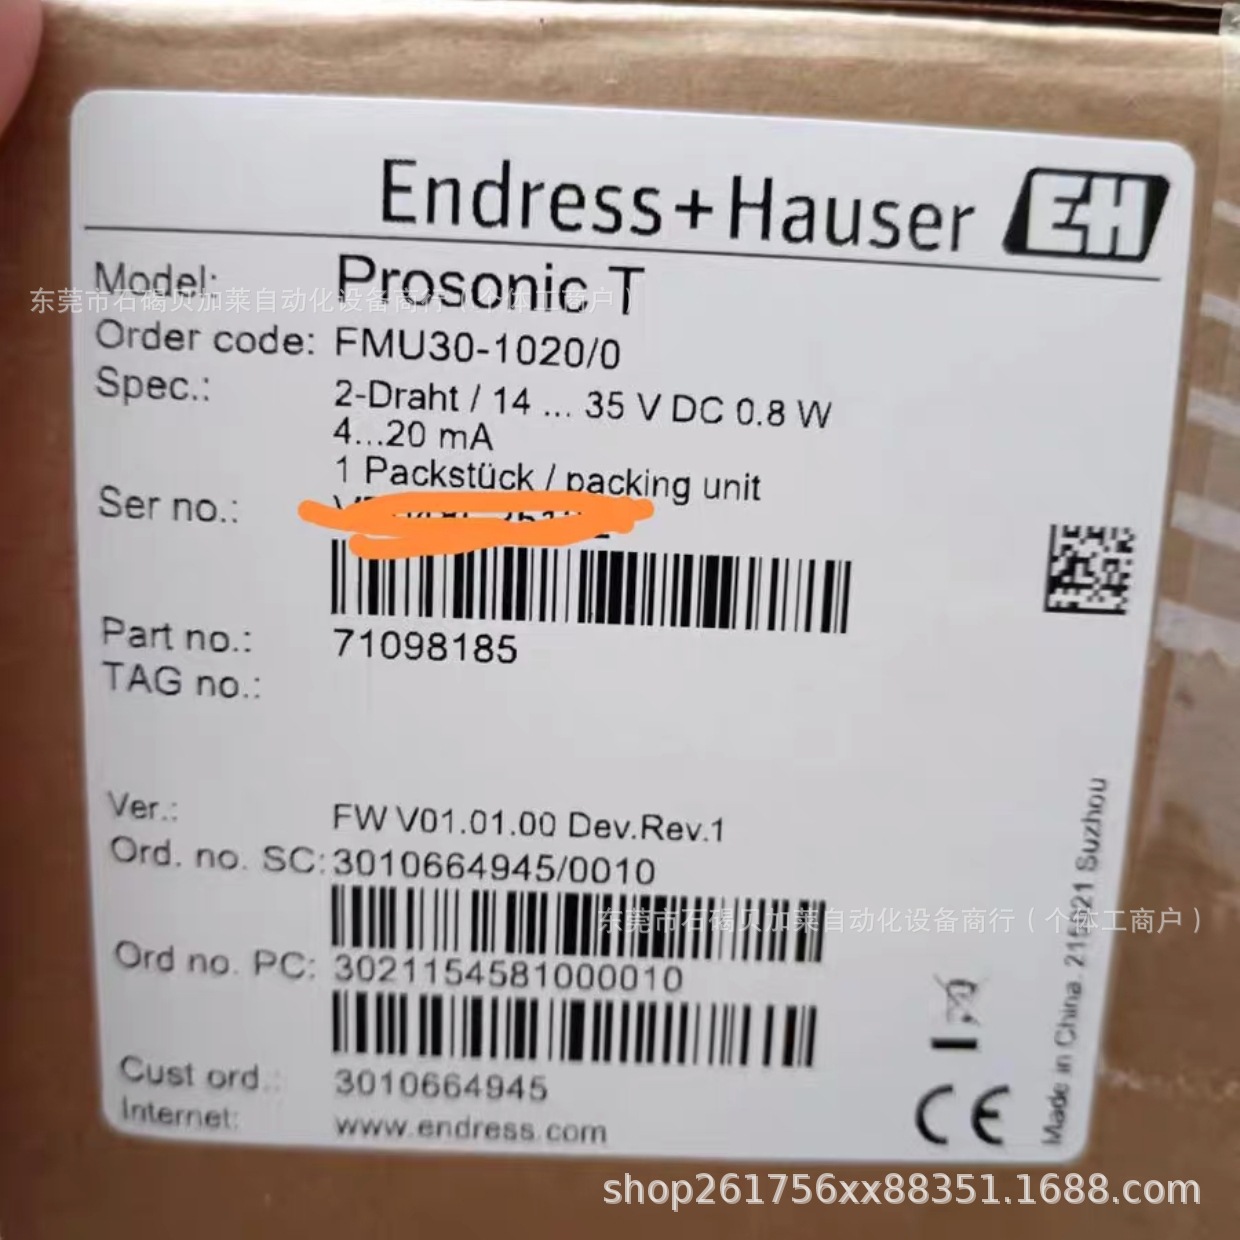 Endress+Hauser EH
Model: Prosonic T
东莞市石碣贝加莱自动化设备商行（个体工商户）
Order code: FMU30-1020/0
Spec.: 2-Draht / 14 ... 35 V DC 0.8 W
4...20 mA
1 Packstück / packing unit
Ser no.:
Part no.: 71098185
TAG no.:
Ver.: FW V01.01.00 Dev.Rev.1
Ord. no. SC: 3010664945/0010
东莞市石碣贝加莱自动化设备商行（个体工商户）
Ord no. PC: 3021154581000010
Cust ord.: 3010664945
Internet: www.endress.com
CE
Made in China. Suzhou
shop261756xx88351.1688.com